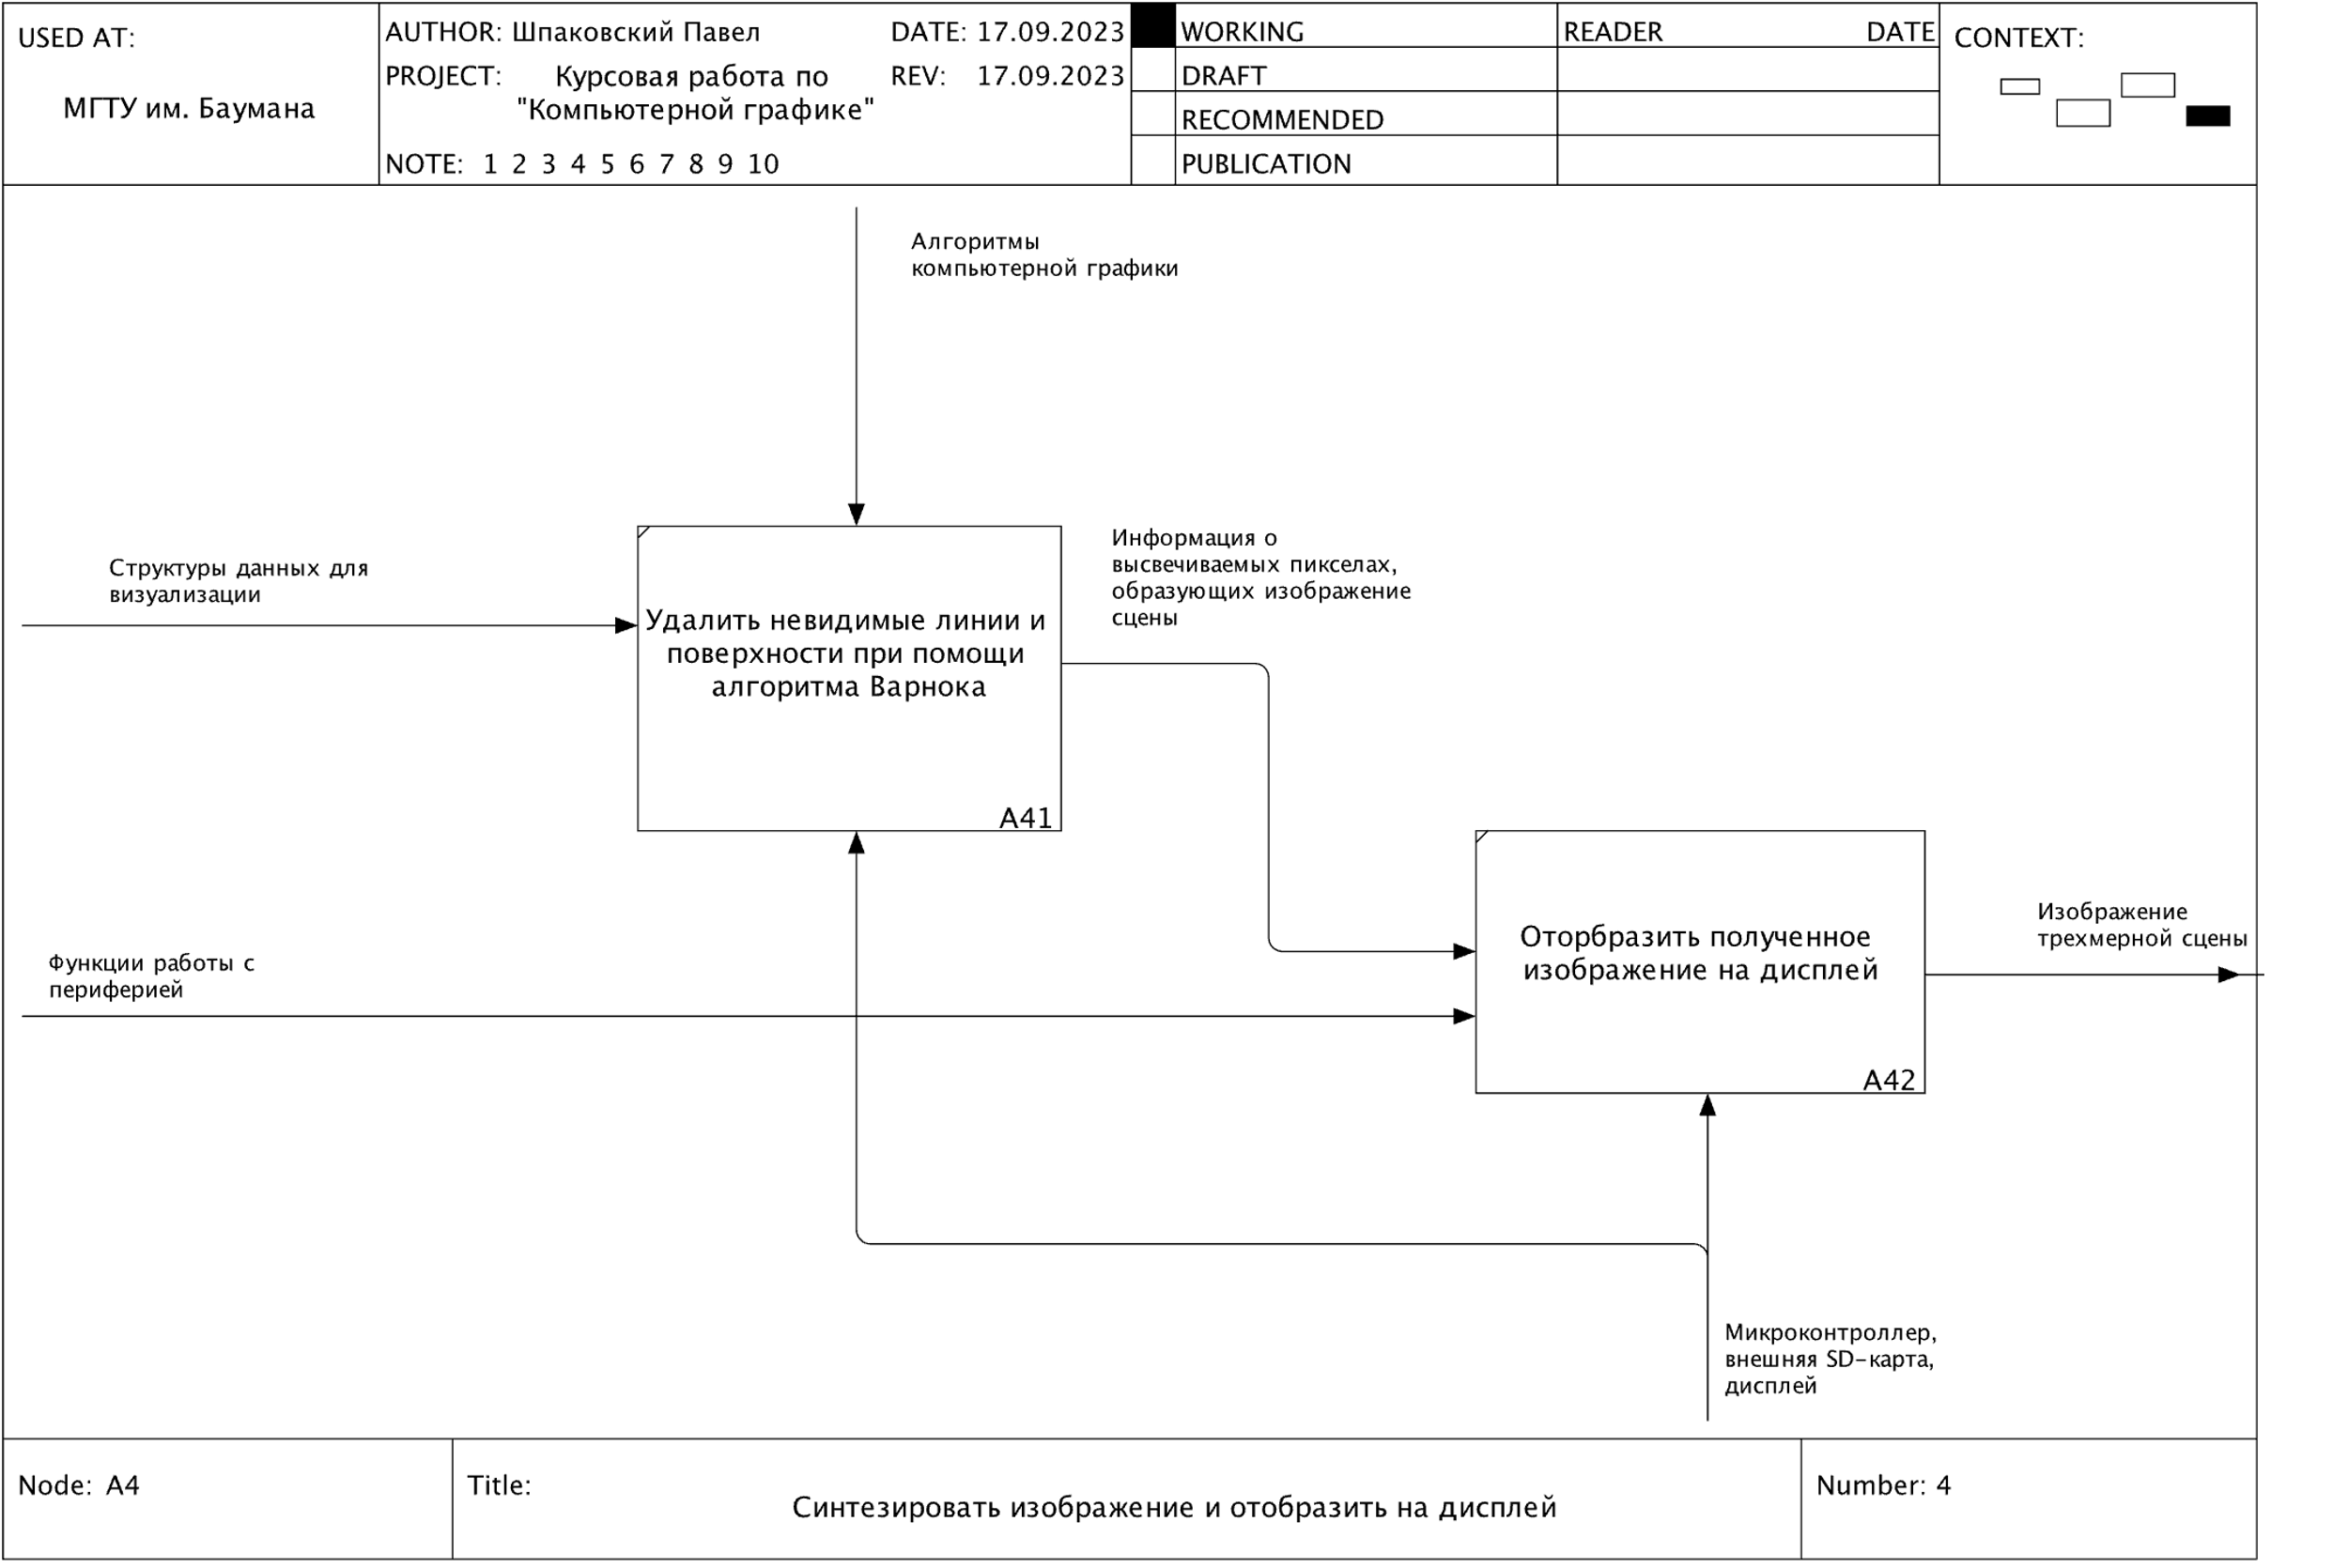 USED AT:
МГТУ им. Баумана
AUTHOR: Шпаковский Павел
DATE: 17.09.2023
PROJECT: Курсовая работа по
"Компьютерной графике"
REV: 17.09.2023
NOTE: 1 2 3 4 5 6 7 8 9 10
WORKING
DRAFT
RECOMMENDED
PUBLICATION
READER DATE
CONTEXT:
Алгоритмы
компьютерной графики
Структуры данных для
визуализации
Удалить невидимые линии и
поверхности при помощи
алгоритма Варнока
A41
Информация о
высвечиваемых пикселах,
образующих изображение
сцены
Функции работы с
периферией
Оторбразить полученное
изображение на дисплей
A42
Изображение
трехмерной сцены
Микроконтроллер,
внешняя SD-карта,
дисплей
Node: A4
Title:
Синтезировать изображение и отобразить на дисплей
Number: 4